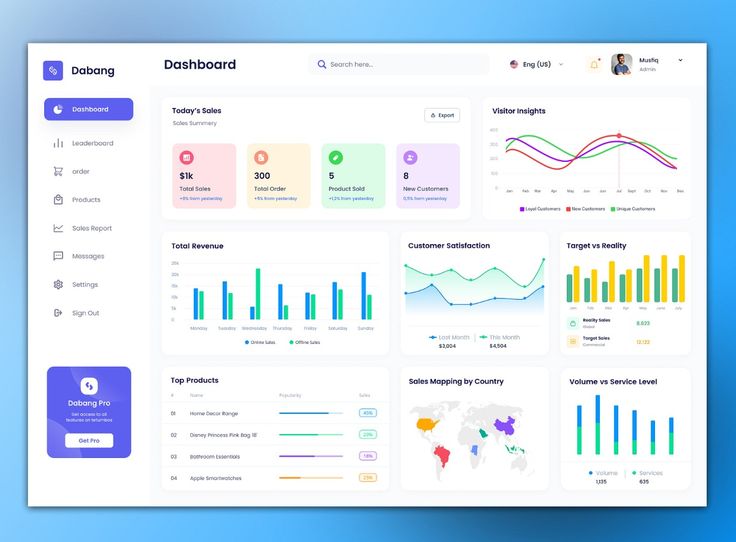 Dabang
Dashboard
Search here..
Eng (US)
Musfiq
Admin
Dashboard
Leaderboard
order
Products
Sales Report
Messages
Settings
Sign Out
Dabang Pro
Get access to all
features on tetumbas
Get Pro
Today's Sales
Sales Summery
Export
$1k
Total Sales
+8% from yesterday
300
Total Order
+5% from yesterday
5
Product Sold
+1,2% from yesterday
8
New Customers
0,5% from yesterday
Visitor Insights
400
300
200
100
0
Jan Feb Mar Apr May Jun Jun Jul Sept Oct Nov Des
Loyal Customers New Customers Unique Customers
Total Revenue
25k
20k
15k
10k
5k
0
Monday Tuesday Wednesday Thursday Friday Saturday Sunday
Online Sales Offline Sales
Customer Satisfaction
Last Month This Month
$3,004 $4,504
Target vs Reality
Jan Feb Mar Apr May June July
Reality Sales
Global
8.823
Target Sales
Commercial
12.122
Top Products
# Name Popularity Sales
01 Home Decor Range 45%
02 Disney Princess Pink Bag 18' 29%
03 Bathroom Essentials 18%
04 Apple Smartwatches 25%
Sales Mapping by Country
Volume vs Service Level
Volume Services
1,135 635